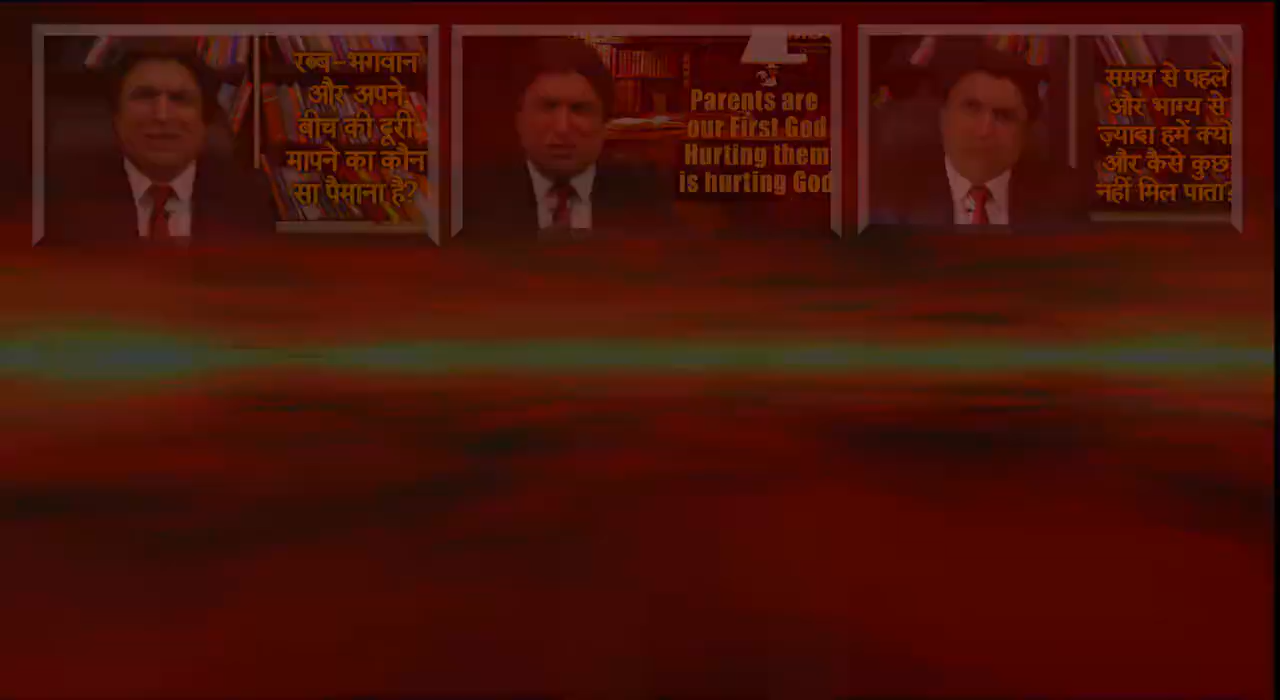 रब्ब-भगवान
और अपने
बीच की दूरी
मापने का कौन
सा पैमाना है?
Parents are
our First God
Hurting them
is hurting God
समय से पहले
और भाग्य से
ज़्यादा हमें क्यों
और कैसे कुछ
नहीं मिल पाता?